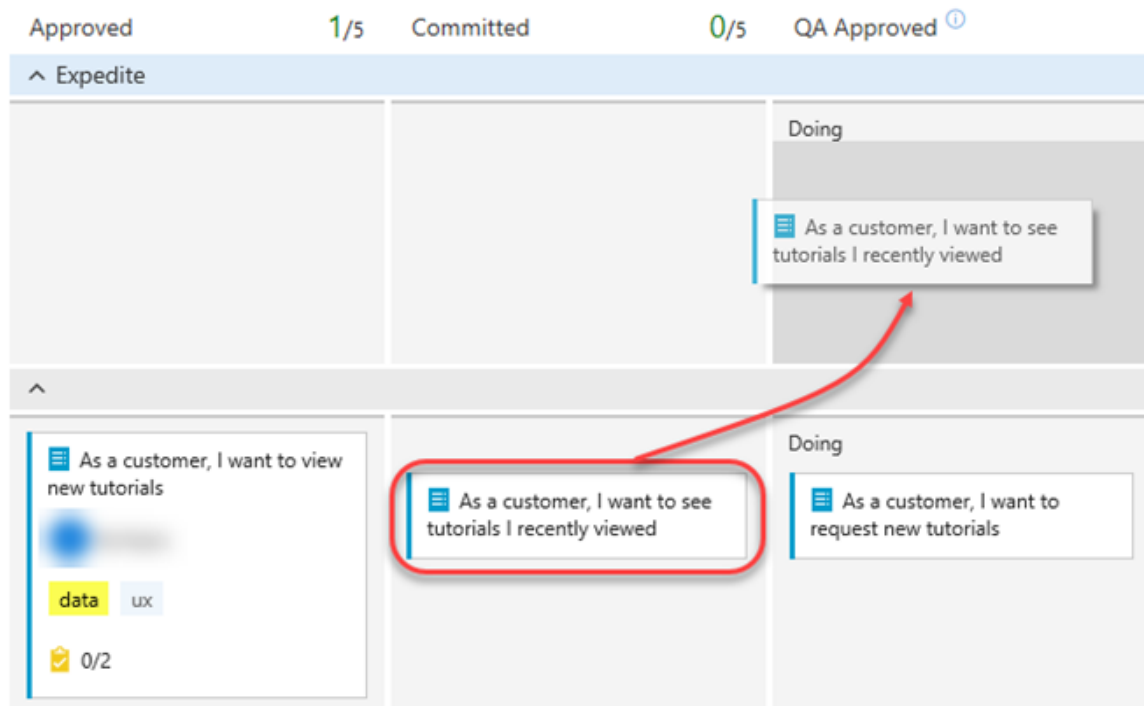 Approved 1/5 Committed 0/5 QA Approved
Expedite
Doing
As a customer, I want to see
tutorials I recently viewed
As a customer, I want to view
new tutorials
data ux
0/2
As a customer, I want to see
tutorials I recently viewed
Doing
As a customer, I want to
request new tutorials